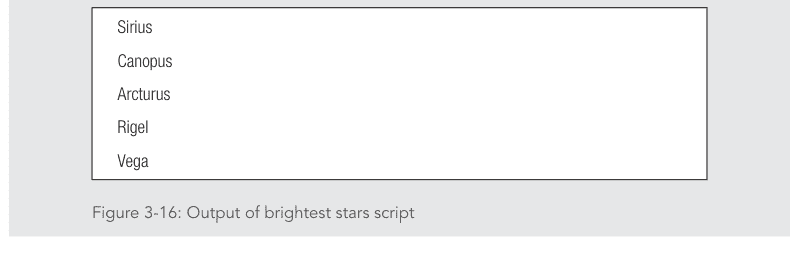 Sirius
Canopus
Arcturus
Rigel
Vega
Figure 3-16: Output of brightest stars script